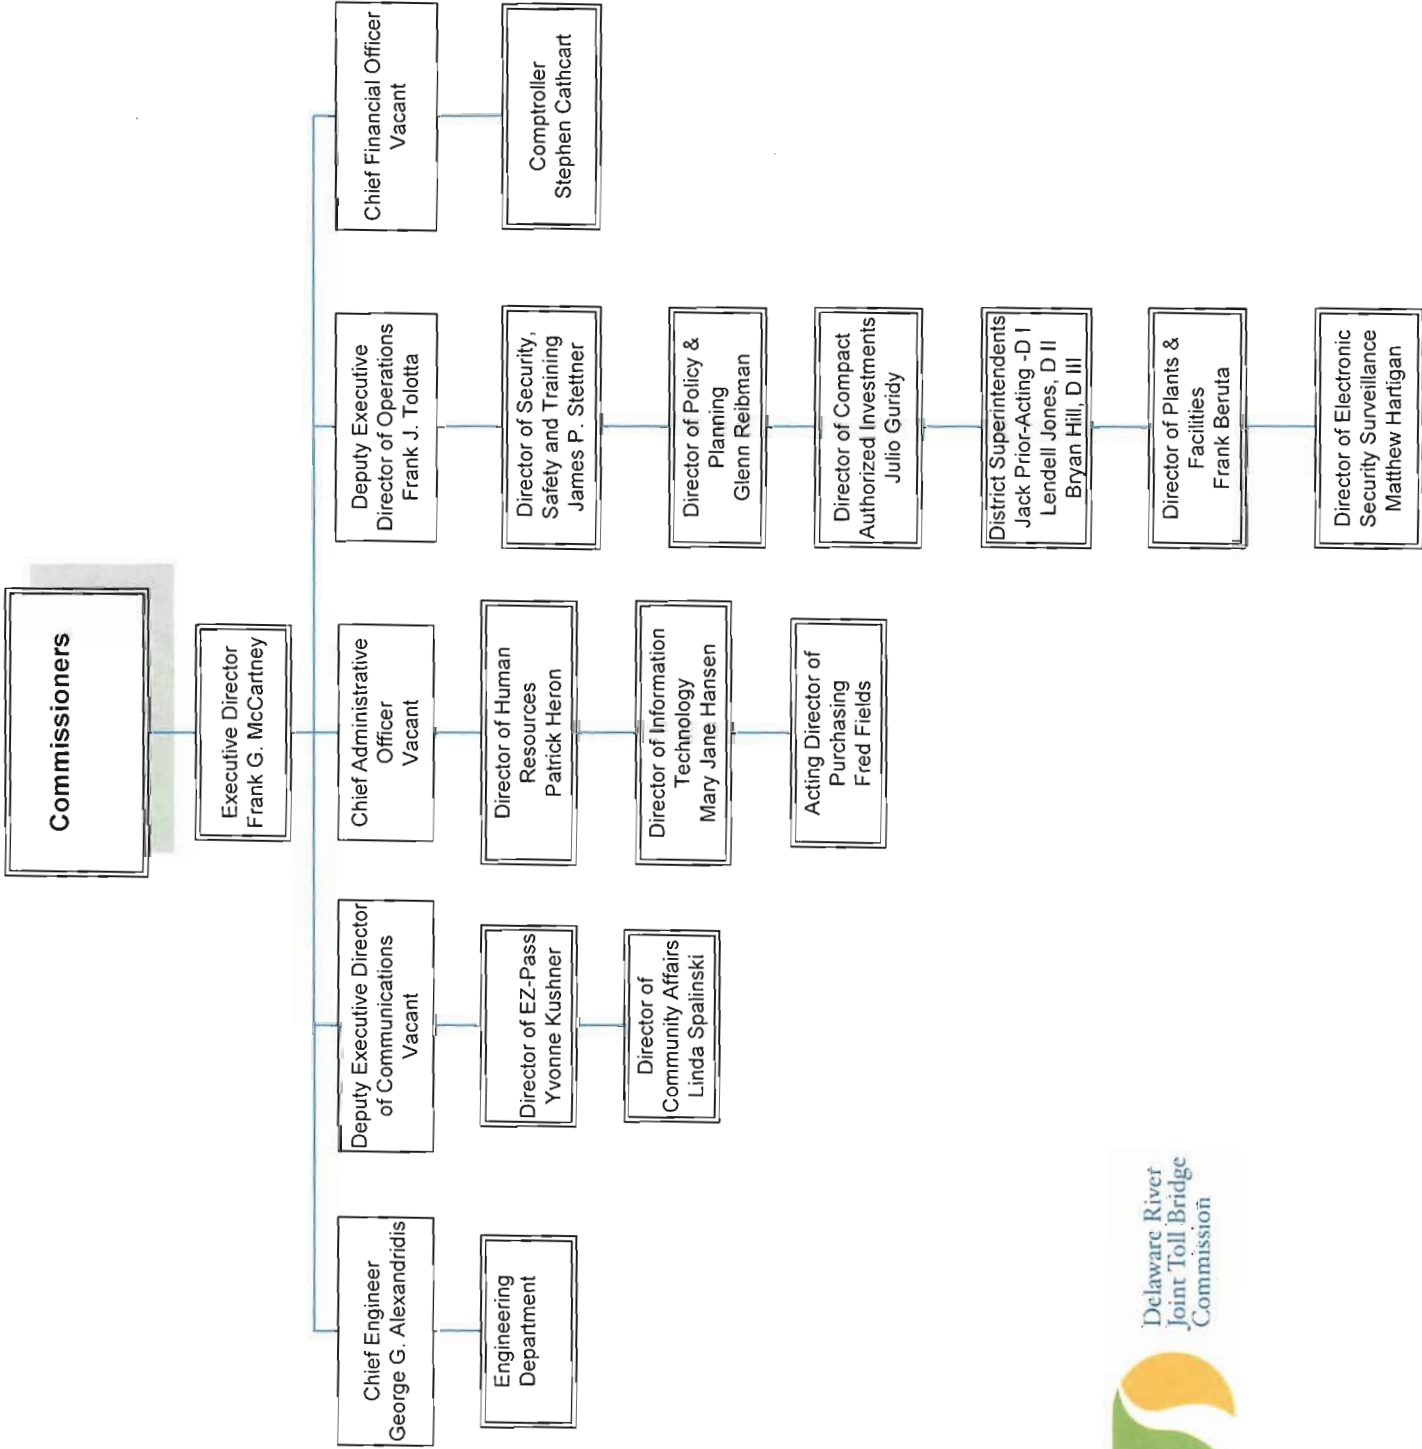 Commissioners
Executive Director
Frank G. McCartney
Chief Engineer
George G. Alexandridis
Engineering
Department
Deputy Executive Director
of Communications
Vacant
Director of EZ-Pass
Yvonne Kushner
Director of
Community Affairs
Linda Spalinski
Chief Administrative
Officer
Vacant
Director of Human
Resources
Patrick Heron
Director of Information
Technology
Mary Jane Hansen
Acting Director of
Purchasing
Fred Fields
Deputy Executive
Director of Operations
Frank J. Tolotta
Director of Security,
Safety and Training
James P. Stettner
Director of Policy &
Planning
Glenn Reibman
Director of Compact
Authorized Investments
Julio Guridy
District Superintendents
Jack Prior-Acting -D I
Lendell Jones, D II
Bryan Hill, D III
Director of Plants &
Facilities
Frank Beruta
Director of Electronic
Security Surveillance
Matthew Hartigan
Chief Financial Officer
Vacant
Comptroller
Stephen Cathcart
Delaware River
Joint Toll Bridge
Commission